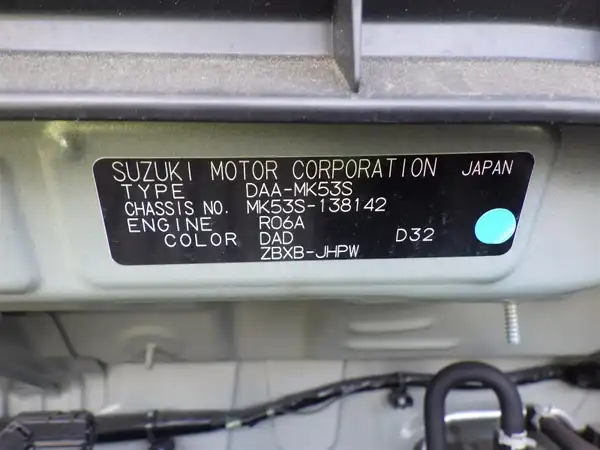 SUZUKI MOTOR CORPORATION JAPAN
TYPE DAA-MK53S
CHASSIS NO. MK53S-138142
ENGINE R06A
COLOR DAD D32
ZBXB-JHPW